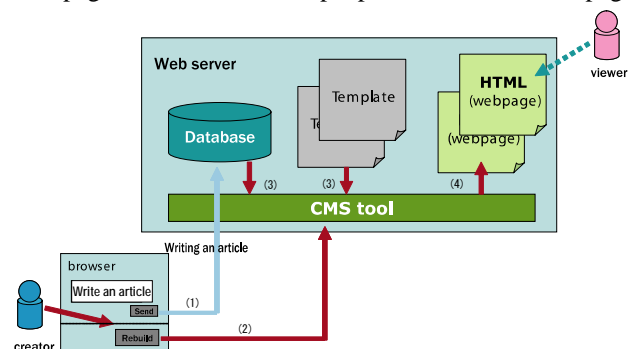 Web server
viewer
HTML
(webpage)
Template
Te
(webpage)
Database
(3)
(3)
(4)
CMS tool
Writing an article
browser
Write an article
(1)
Send
(2)
Rebuild
creator